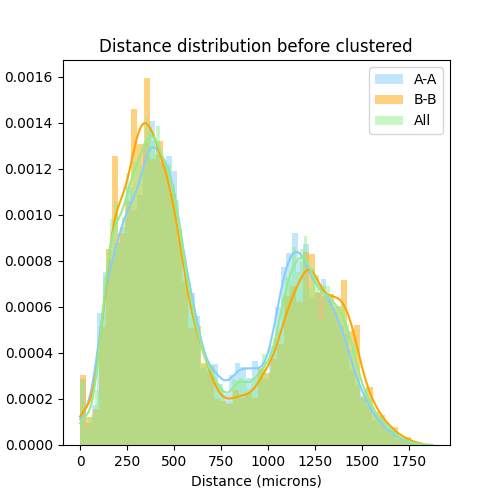 Distance distribution before clustered
A-A
B-B
All
0.0016
0.0014
0.0012
0.0010
0.0008
0.0006
0.0004
0.0002
0.0000
0 250 500 750 1000 1250 1500 1750
Distance (microns)